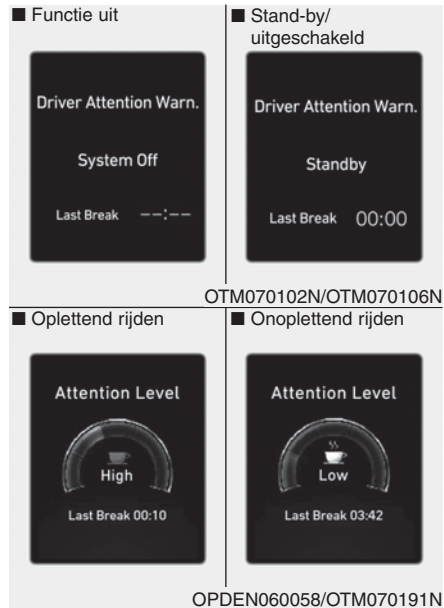 ■ Functie uit
Driver Attention Warn.
System Off
Last Break --:--
■ Stand-by/
uitgeschakeld
Driver Attention Warn.
Standby
Last Break 00:00
OTM070102N/OTM070106N
■ Oplettend rijden
Attention Level
High
Last Break 00:10
■ Onoplettend rijden
Attention Level
Low
Last Break 03:42
OPDEN060058/OTM070191N